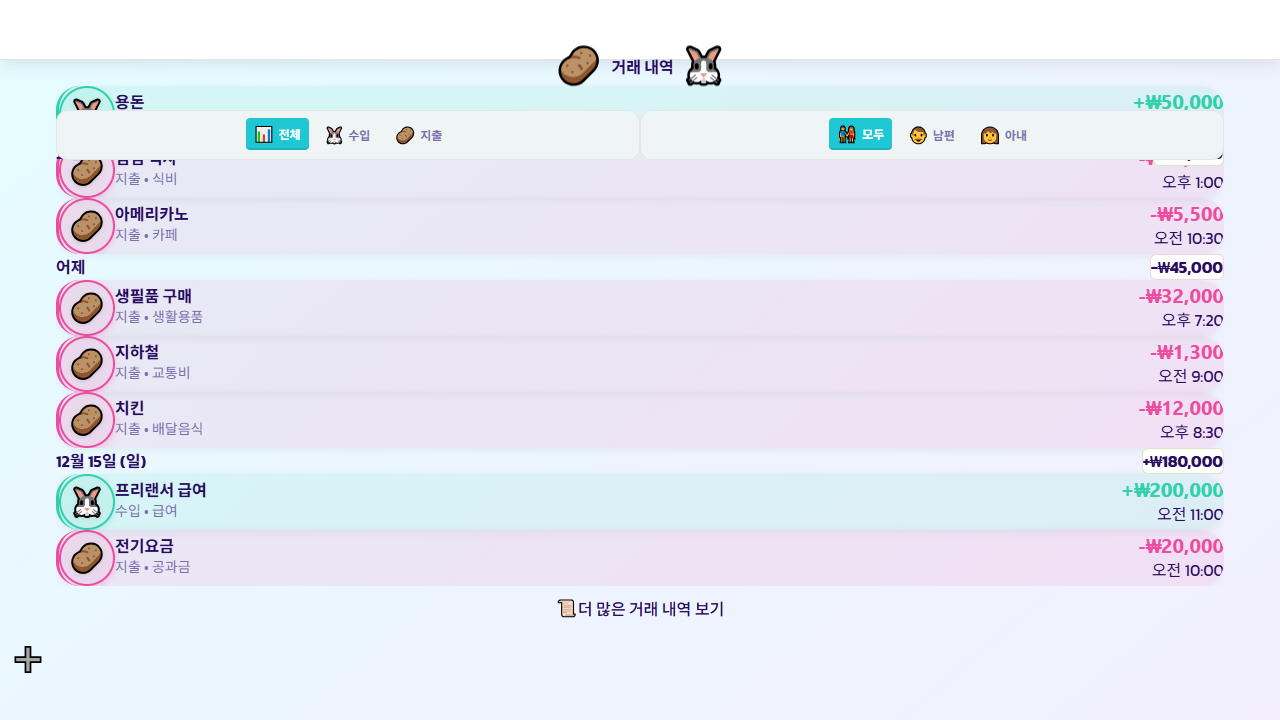 거래 내역
용돈
+₩50,000
전체
수입
지출
모두
남편
아내
지출 • 식비
오후 1:00
아메리카노
-₩5,500
지출 • 카페
오전 10:30
어제
-₩45,000
생필품 구매
-₩32,000
지출 • 생활용품
오후 7:20
지하철
-₩1,300
지출 • 교통비
오전 9:00
치킨
-₩12,000
지출 • 배달음식
오후 8:30
12월 15일 (일)
+₩180,000
프리랜서 급여
+₩200,000
수입 • 급여
오전 11:00
전기요금
-₩20,000
지출 • 공과금
오전 10:00
더 많은 거래 내역 보기